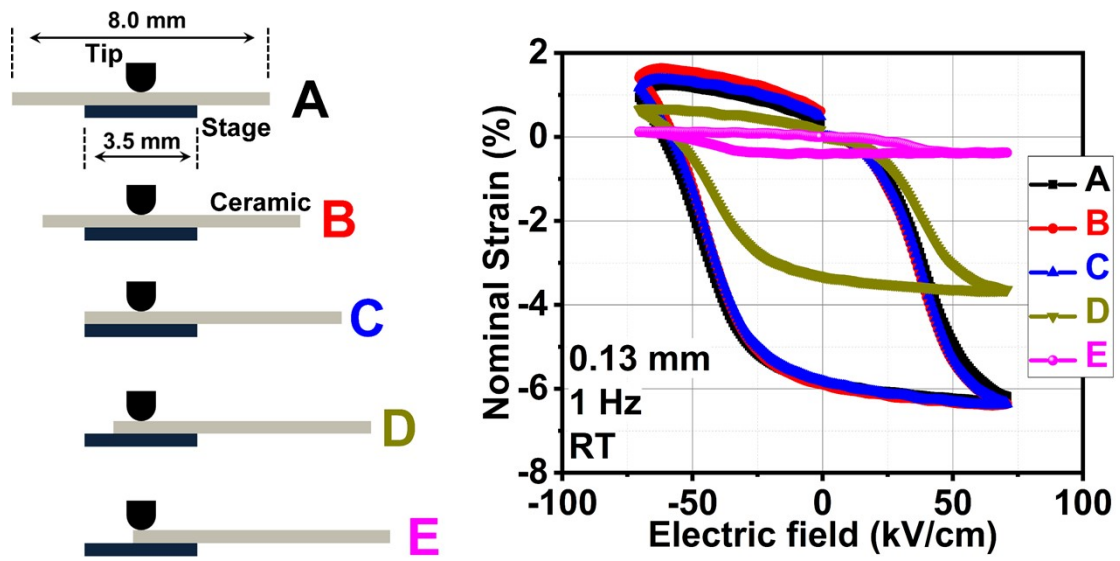 8.0 mm
Tip
A
Stage
3.5 mm
Ceramic
B
C
D
E
Nominal Strain (%)
2
0
-2
-4
-6
-8
0.13 mm
1 Hz
RT
A
B
C
D
E
-100
-50
0
50
100
Electric field (kV/cm)